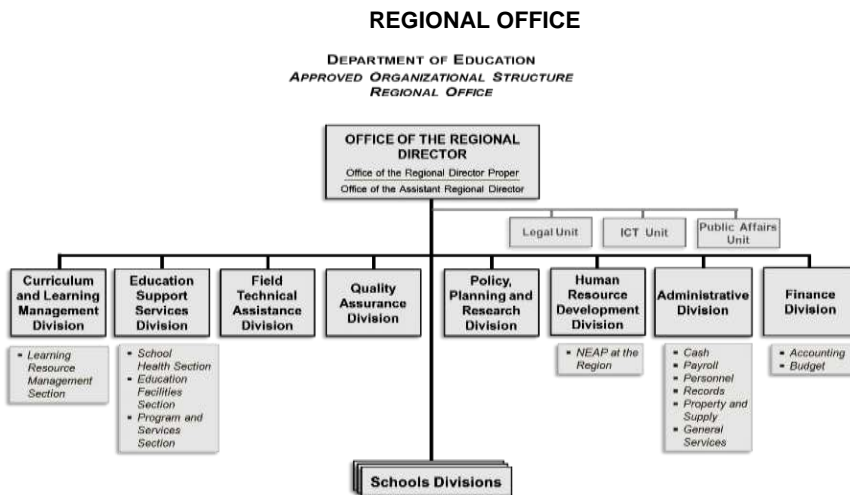 REGIONAL OFFICE
DEPARTMENT OF EDUCATION
APPROVED ORGANIZATIONAL STRUCTURE
REGIONAL OFFICE
OFFICE OF THE REGIONAL
DIRECTOR
Office of the Regional Director Proper
Office of the Assistant Regional Director
Legal Unit
ICT Unit
Public Affairs
Unit
Curriculum
and Learning
Management
Division
Education
Support
Services
Division
Field
Technical
Assistance
Division
Quality
Assurance
Division
Policy,
Planning and
Research
Division
Human
Resource
Development
Division
Administrative
Division
Finance
Division
▪ Learning
Resource
Management
Section
▪ School
Health Section
▪ Education
Facilities
Section
▪ Program and
Services
Section
▪ NEAP at the
Region
▪ Cash
▪ Payroll
▪ Personnel
▪ Records
▪ Property and
Supply
▪ General
Services
▪ Accounting
▪ Budget
Schools Divisions